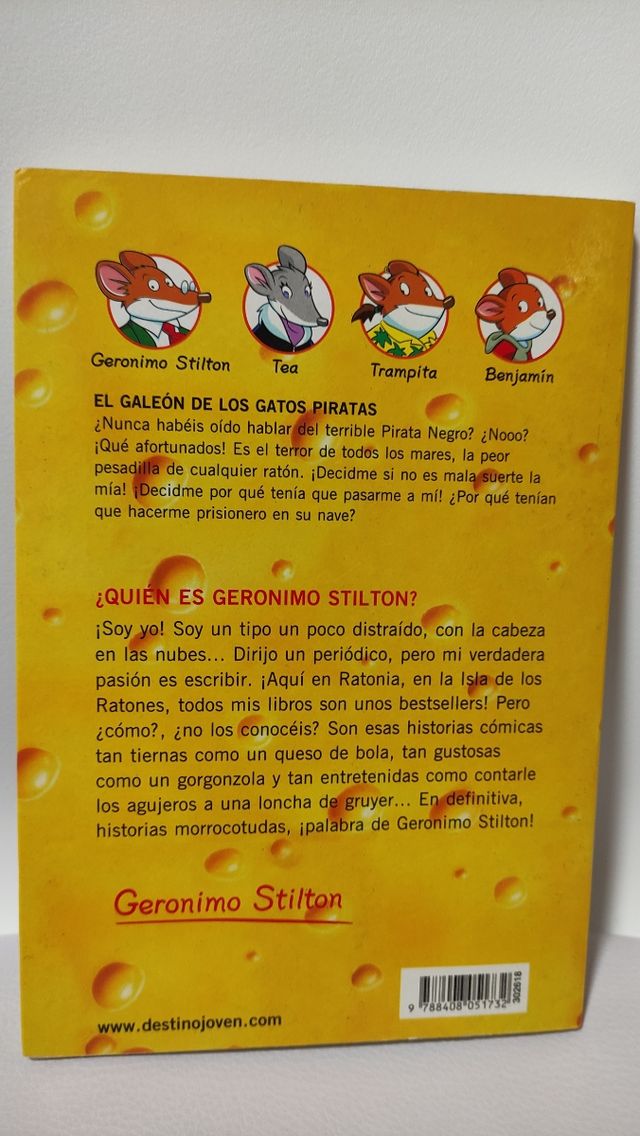 Geronimo Stilton
Tea
Trampita
Benjamín
EL GALEÓN DE LOS GATOS PIRATAS
¿Nunca habéis oído hablar del terrible Pirata Negro? ¿Nooo?
¡Qué afortunados! Es el terror de todos los mares, la peor
pesadilla de cualquier ratón. ¡Decidme si no es mala suerte la
mía! ¡Decidme por qué tenía que pasarme a mí! ¿Por qué tenían
que hacerme prisionero en su nave?
¿QUIÉN ES GERONIMO STILTON?
¡Soy yo! Soy un tipo un poco distraído, con la cabeza
en las nubes... Dirijo un periódico, pero mi verdadera
pasión es escribir. ¡Aquí en Ratonia, en la Isla de los
Ratones, todos mis libros son unos bestsellers! Pero
¿cómo?, ¿no los conocéis? Son esas historias cómicas
tan tiernas como un queso de bola, tan gustosas
como un gorgonzola y tan entretenidas como contarle
los agujeros a una loncha de gruyer... En definitiva,
historias morrocotudas, ¡palabra de Geronimo Stilton!
Geronimo Stilton
www.destinojoven.com
9 788408 051732
302618